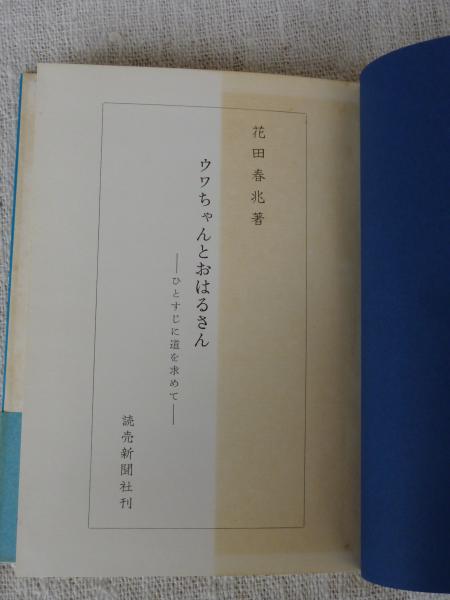 花田春兆著
ウワちゃんとおはるさん
――ひとすじに道を求めて――
読売新聞社刊